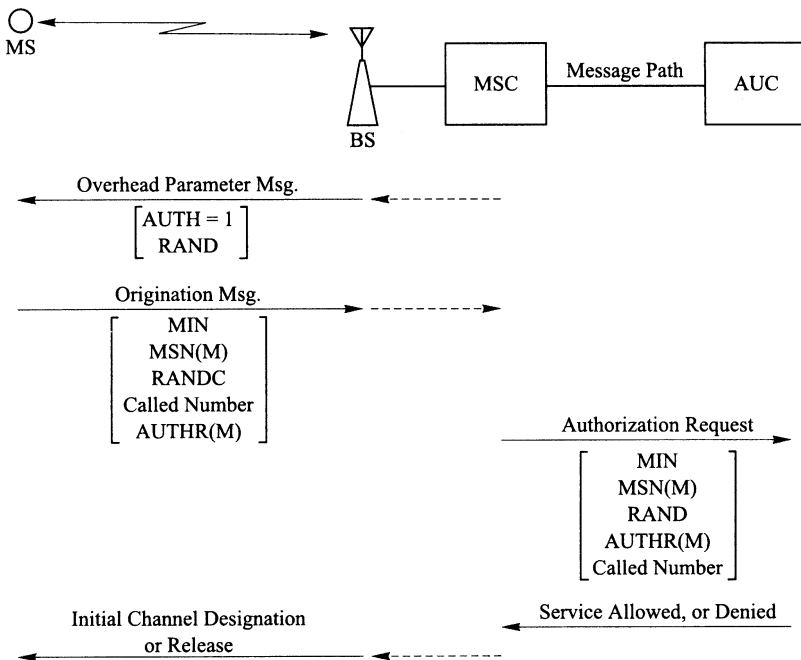 MS
BS
MSC
Message Path
AUC
Overhead Parameter Msg.
AUTH = 1
RAND
Origination Msg.
MIN
MSN(M)
RANDC
Called Number
AUTHR(M)
Authorization Request
MIN
MSN(M)
RAND
AUTHR(M)
Called Number
Service Allowed, or Denied
Initial Channel Designation
or Release